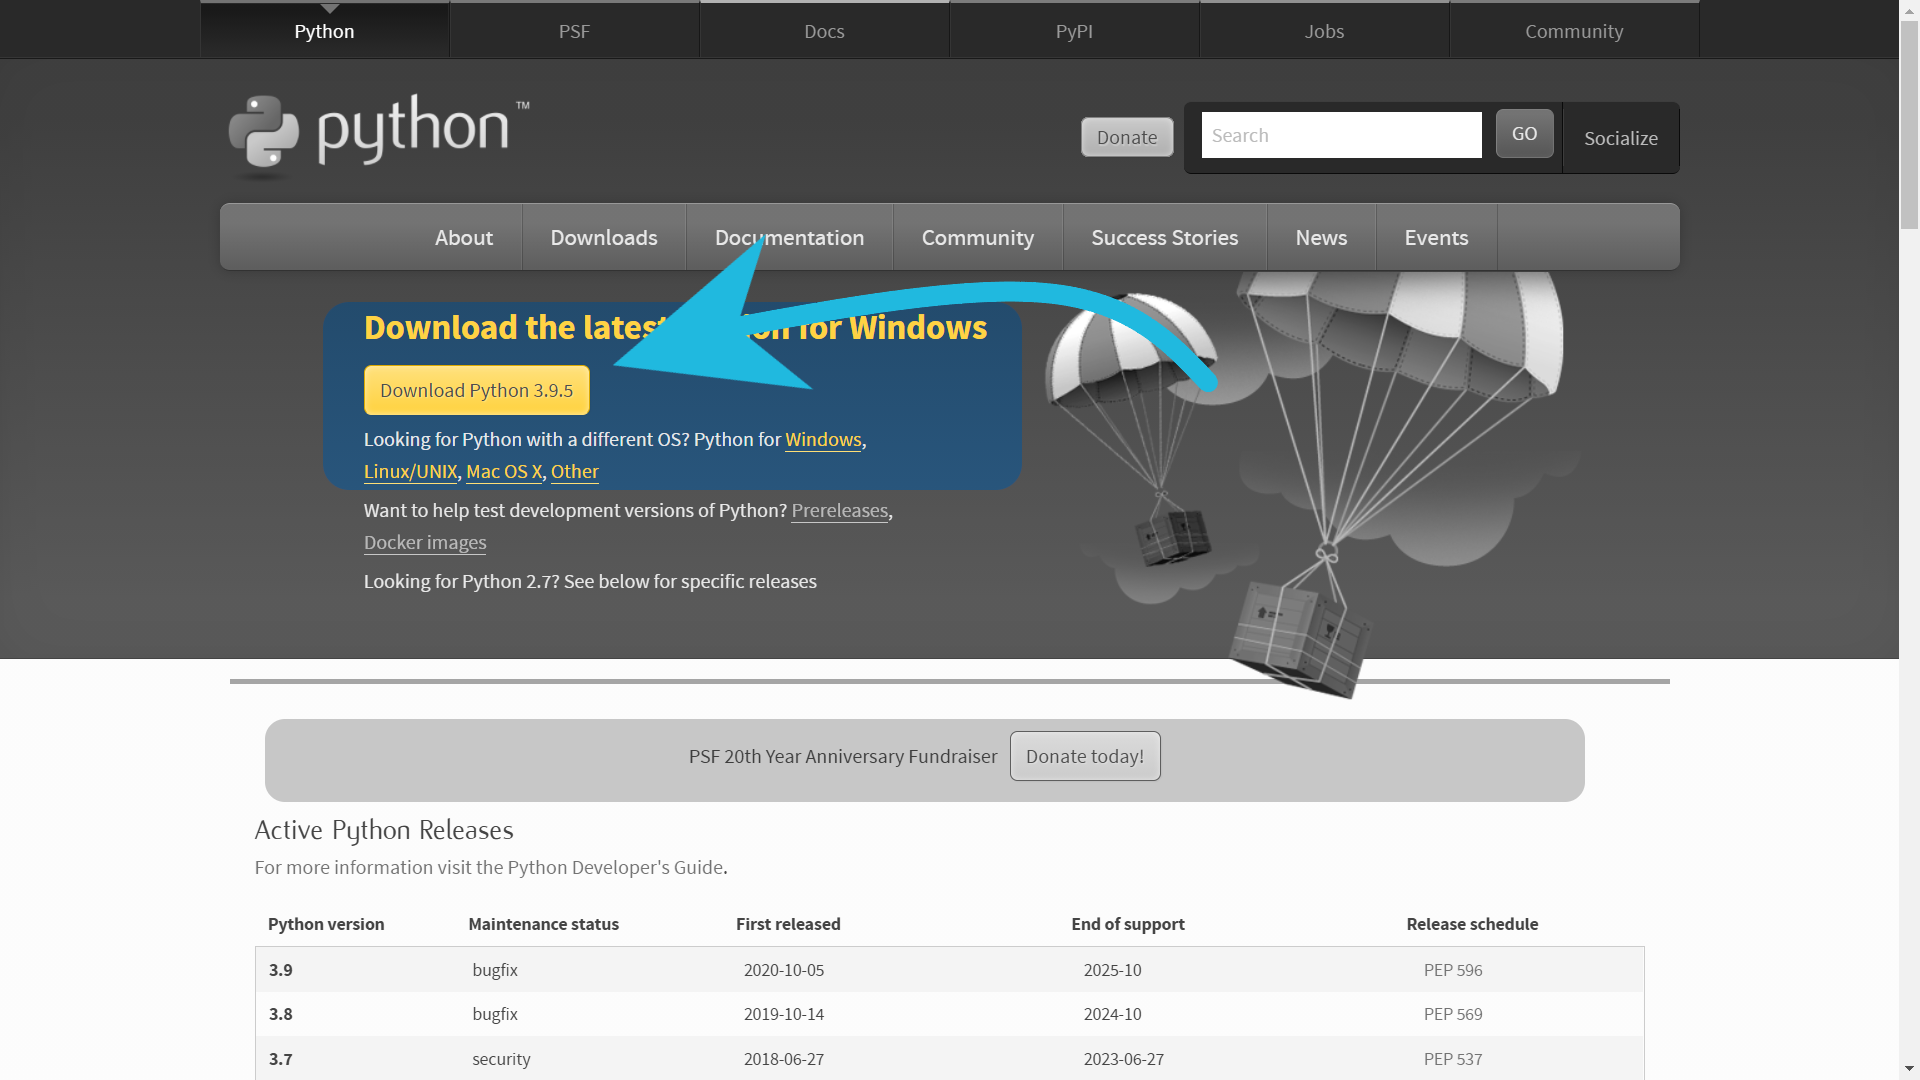 Python
PSF
Docs
PyPI
Jobs
Community
python™
Donate
Search
GO
Socialize
About
Downloads
Documentation
Community
Success Stories
News
Events
Download the latest for Windows
Download Python 3.9.5
Looking for Python with a different OS? Python for Windows,
Linux/UNIX, Mac OS X, Other
Want to help test development versions of Python? Prereleases,
Docker images
Looking for Python 2.7? See below for specific releases
PSF 20th Year Anniversary Fundraiser
Donate today!
Active Python Releases
For more information visit the Python Developer's Guide.
Python version Maintenance status First released End of support Release schedule
3.9 bugfix 2020-10-05 2025-10 PEP 596
3.8 bugfix 2019-10-14 2024-10 PEP 569
3.7 security 2018-06-27 2023-06-27 PEP 537